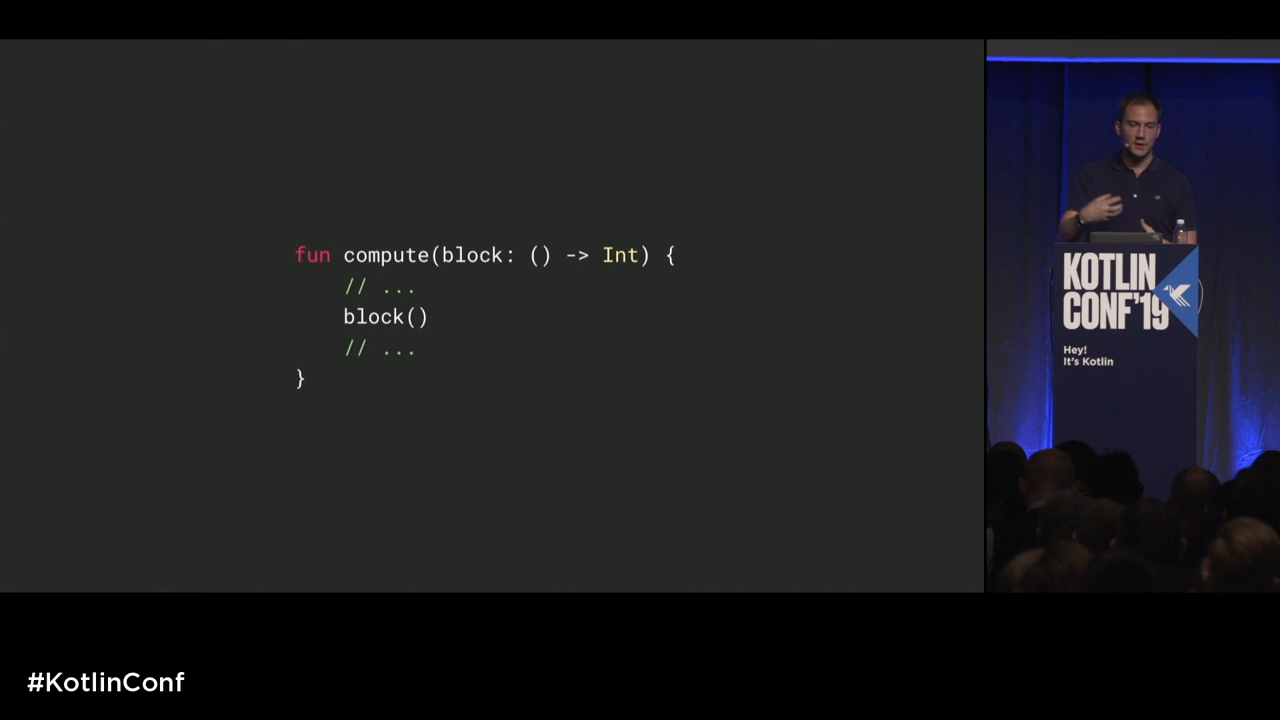 fun compute(block: () -> Int) {
    // ...
    block()
    // ...
}
KOTLIN
CONF'19
Hey!
It's Kotlin
#KotlinConf